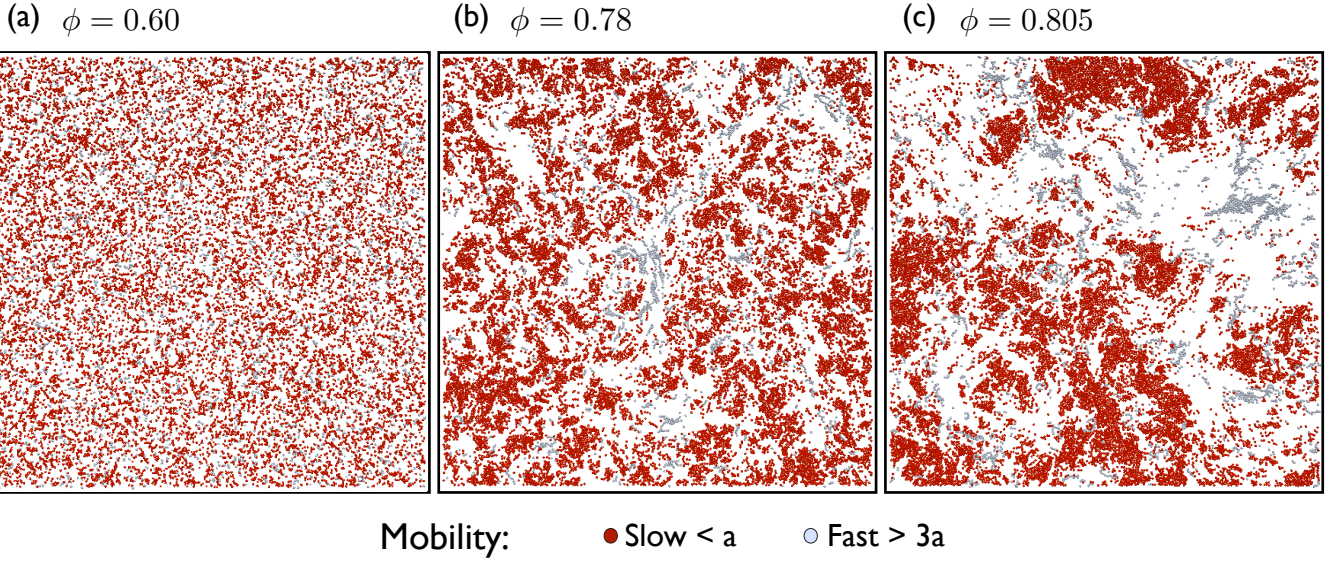 (a) ϕ = 0.60 (b) ϕ = 0.78 (c) ϕ = 0.805
Mobility: Slow < a Fast > 3a